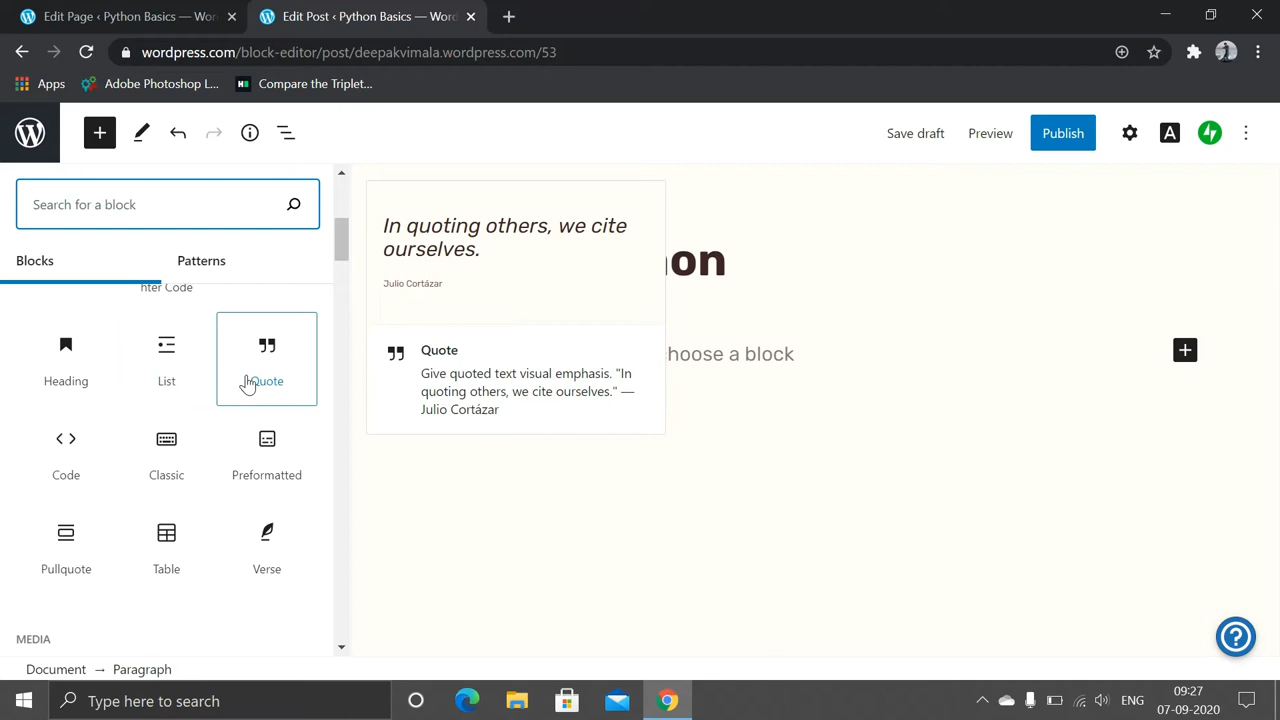 Edit Page ‹ Python Basics — Wor
Edit Post ‹ Python Basics — Word
wordpress.com/block-editor/post/deepakvimala.wordpress.com/53
Apps
Adobe Photoshop L...
Compare the Triplet...
Save draft
Preview
Publish
A
Search for a block
Blocks
Patterns
nter Code
Heading
List
Quote
Code
Classic
Preformatted
Pullquote
Table
Verse
MEDIA
In quoting others, we cite
ourselves.
Julio Cortázar
Quote
Give quoted text visual emphasis. "In
quoting others, we cite ourselves." —
Julio Cortázar
hon
hoose a block
Document → Paragraph
Type here to search
ENG
09:27
07-09-2020